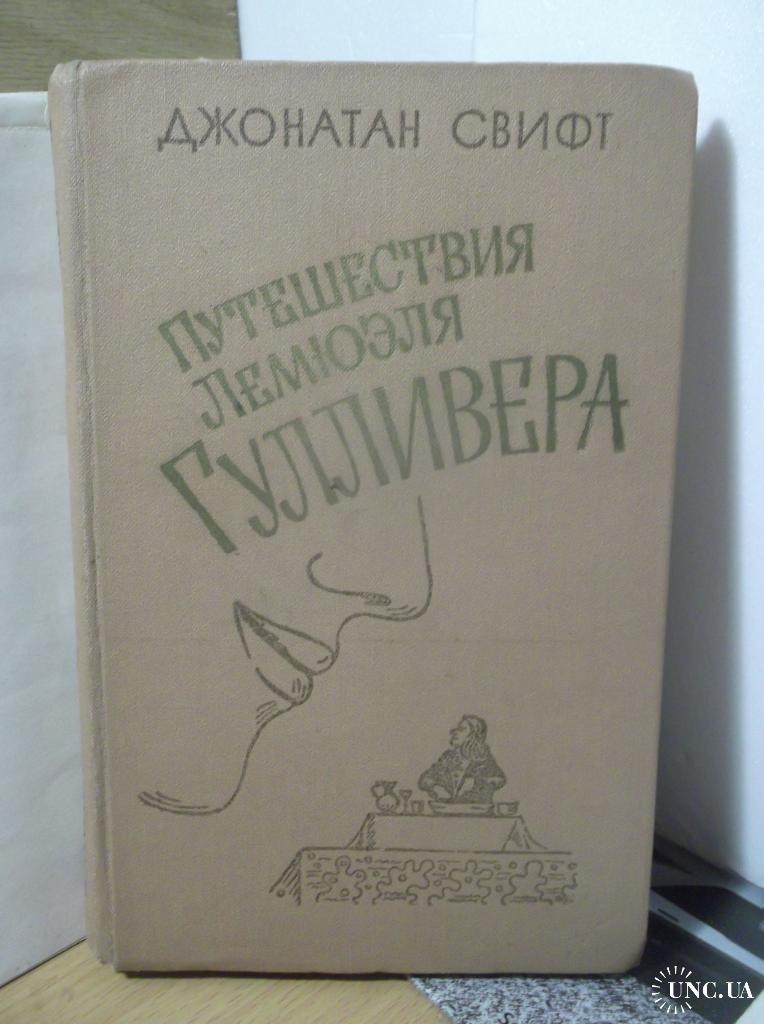 ДЖОНАТАН СВИФТ
ПУТЕШЕСТВИЯ
ЛЕМЮЭЛЯ
ГУЛЛИВЕРА
UNC.UA